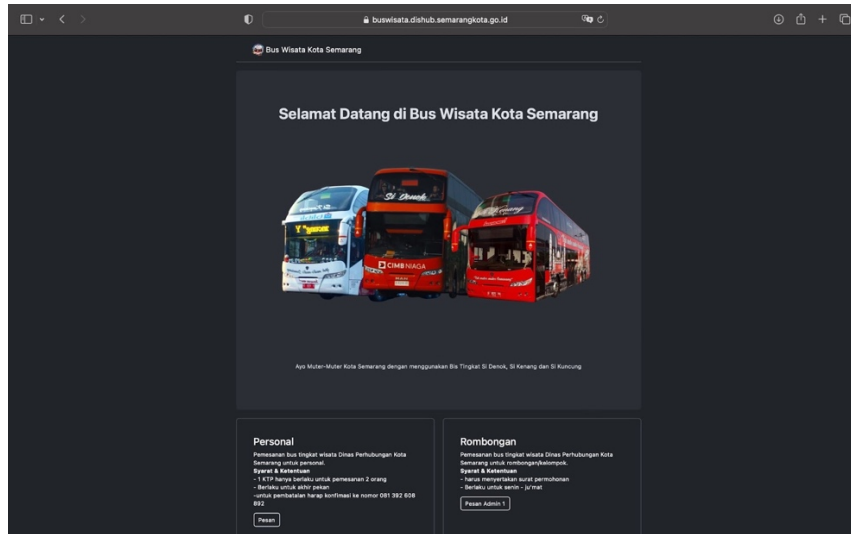 buswisata.dishub.semarangkota.go.id
Bus Wisata Kota Semarang
Selamat Datang di Bus Wisata Kota Semarang
Si Denok
CIMB NIAGA
Ayo Muter-Muter Kota Semarang dengan menggunakan Bis Tingkat Si Denok, Si Kenang dan Si Kuncung
Personal
Pemesanan bus tingkat wisata Dinas Perhubungan Kota
Semarang untuk personal.
Syarat & Ketentuan
- 1 KTP hanya berlaku untuk pemesanan 2 orang
- Berlaku untuk akhir pekan
-untuk pembatalan harap konfimasi ke nomor 081 392 608
892
Pesan
Rombongan
Pemesanan bus tingkat wisata Dinas Perhubungan Kota
Semarang untuk rombongan/kelompok.
Syarat & Ketentuan
- harus menyertakan surat permohonan
- Berlaku untuk senin - ju'mat
Pesan Admin 1